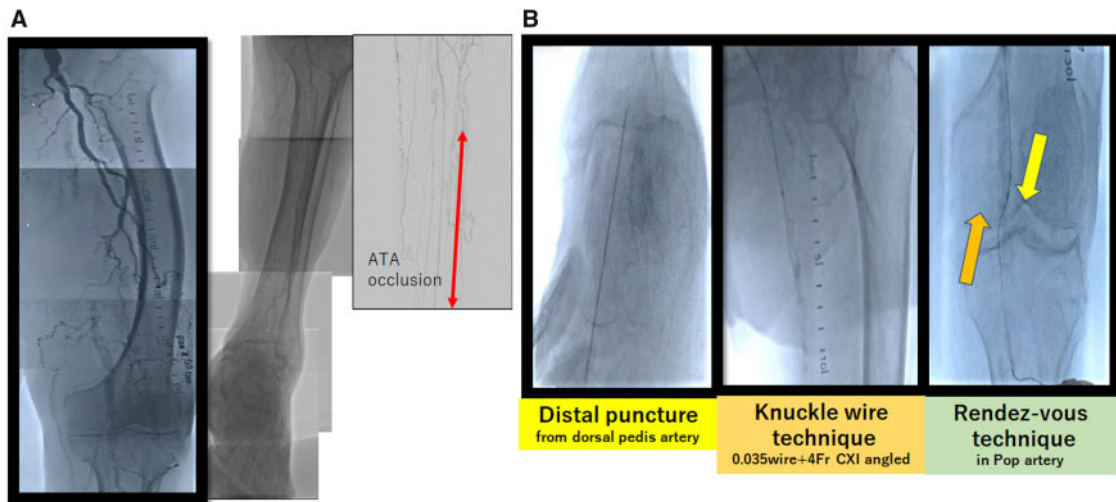 A
ATA
occlusion
B
Distal puncture
from dorsal pedis artery
Knuckle wire
technique
0.035wire+4Fr CXI angled
Rendez-vous
technique
in Pop artery